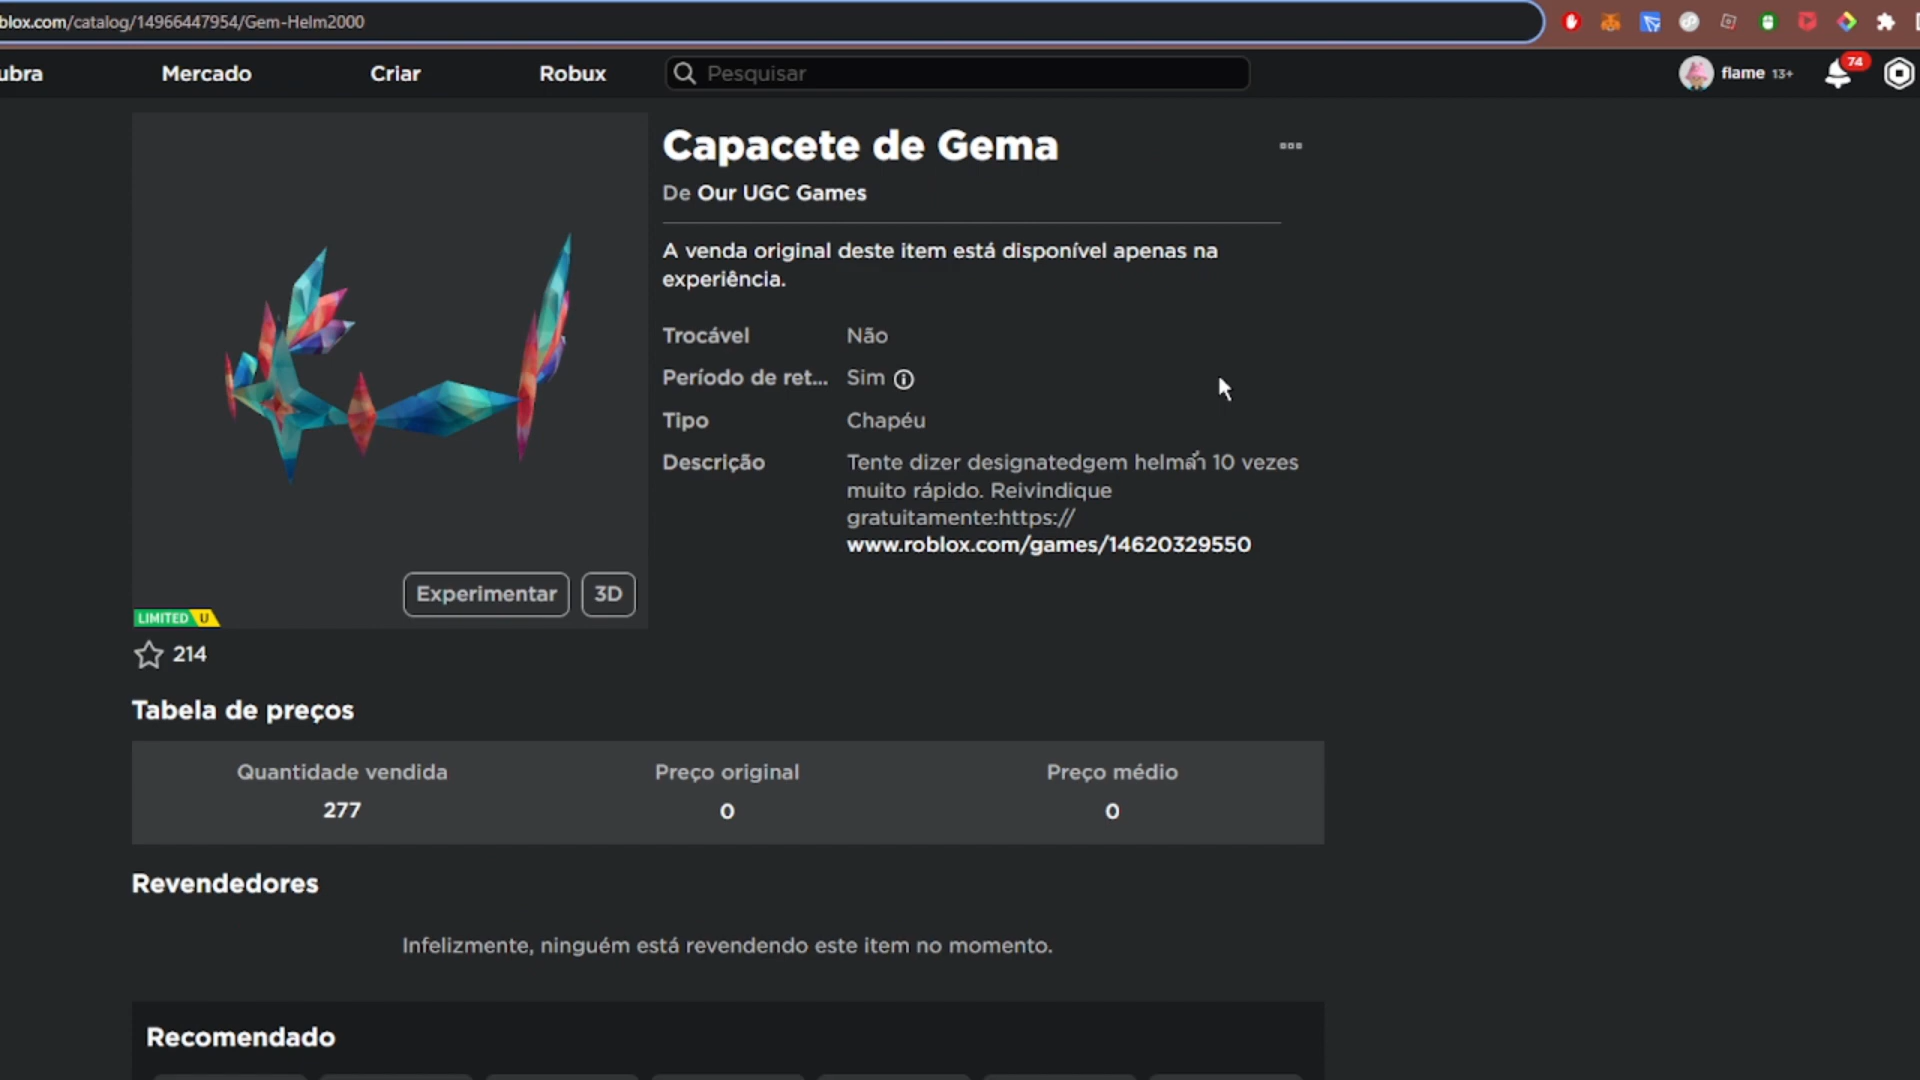 blox.com/catalog/14966447954/Gem-Helm2000
ubra
Mercado
Criar
Robux
Pesquisar
flame 13+
74
Capacete de Gema
De Our UGC Games
A venda original deste item está disponível apenas na
experiência.
Trocável Não
Período de ret... Sim
Tipo Chapéu
Descrição Tente dizer designatedgem helmล้ำ 10 vezes
muito rápido. Reivindique
gratuitamente:https://
www.roblox.com/games/14620329550
Experimentar
3D
LIMITED U
214
Tabela de preços
Quantidade vendida Preço original Preço médio
277 0 0
Revendedores
Infelizmente, ninguém está revendendo este item no momento.
Recomendado